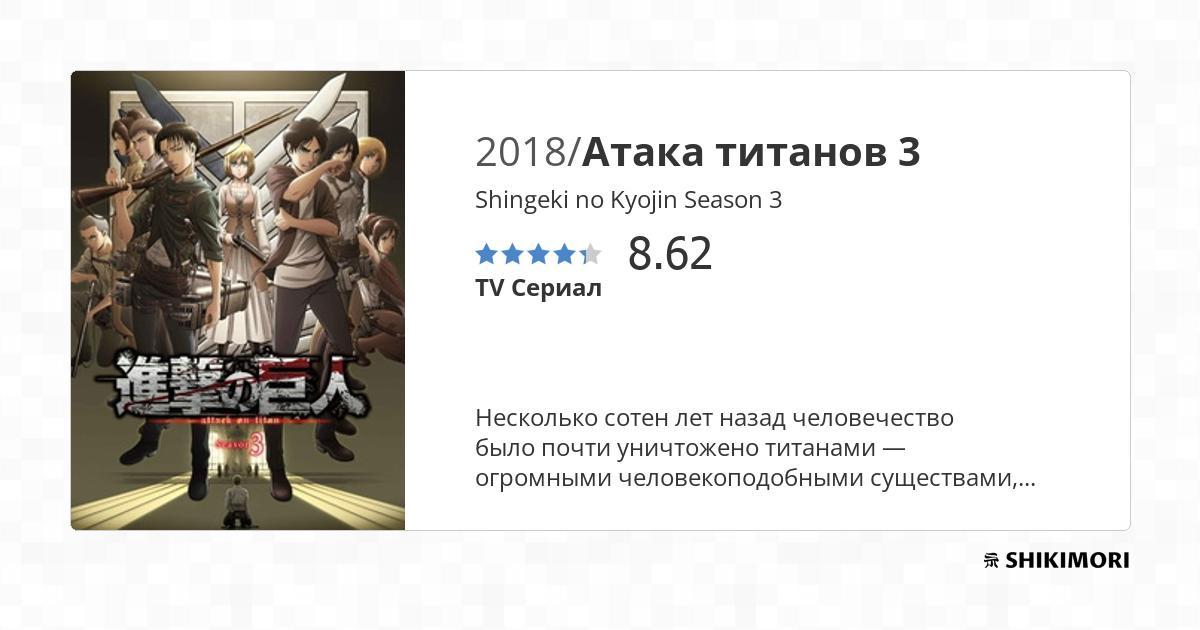 進撃の巨人
attack on titan
Season 3
2018/Атака титанов 3
Shingeki no Kyojin Season 3
8.62
TV Сериал
Несколько сотен лет назад человечество
было почти уничтожено титанами —
огромными человекоподобными существами,...
SHIKIMORI